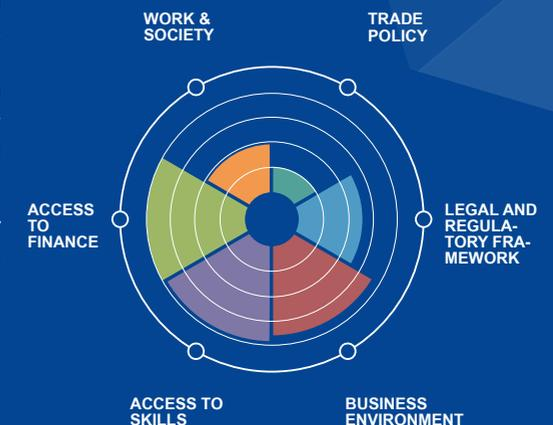 WORK &
SOCIETY
TRADE
POLICY
ACCESS
TO
FINANCE
LEGAL AND
REGULA-
TORY FRA-
MEWORK
ACCESS TO
SKILLS
BUSINESS
ENVIRONMENT